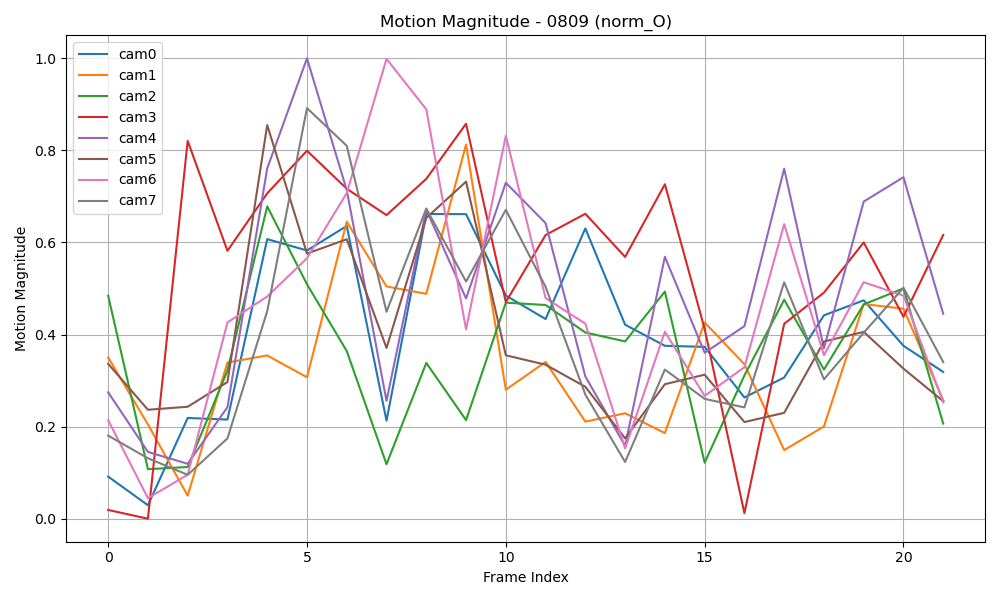 Motion Magnitude - 0809 (norm_O)
cam0
cam1
cam2
cam3
cam4
cam5
cam6
cam7
Motion Magnitude
1.0
0.8
0.6
0.4
0.2
0.0
0 5 10 15 20
Frame Index